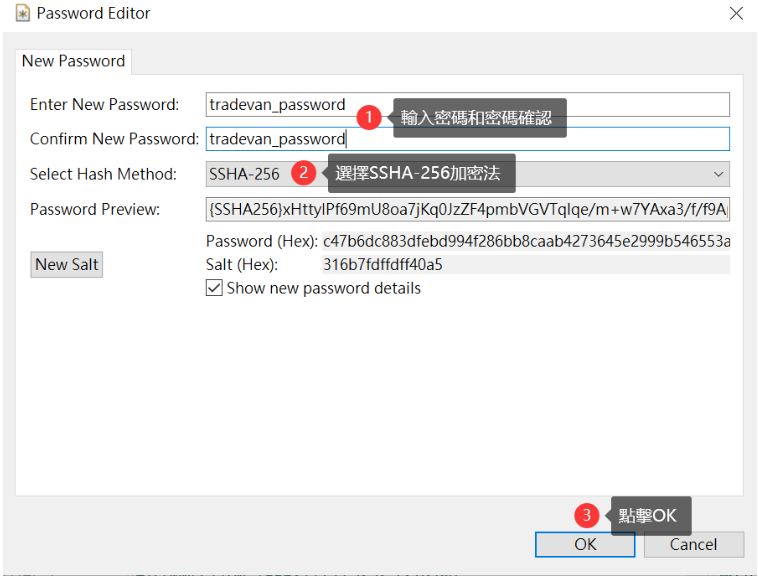 Password Editor
New Password
Enter New Password: tradevan_password
1 輸入密碼和密碼確認
Confirm New Password: tradevan_password
Select Hash Method: SSHA-256
2 選擇SSHA-256加密法
Password Preview: {SSHA256}xHttyIPf69mU8oa7jKq0JzZF4pmbVGVTqIqe/m+w7YAxa3/f/f9A
Password (Hex): c47b6dc883dfebd994f286bb8caab4273645e2999b546553a
New Salt
Salt (Hex): 316b7fdffdff40a5
Show new password details
3 點擊OK
OK
Cancel